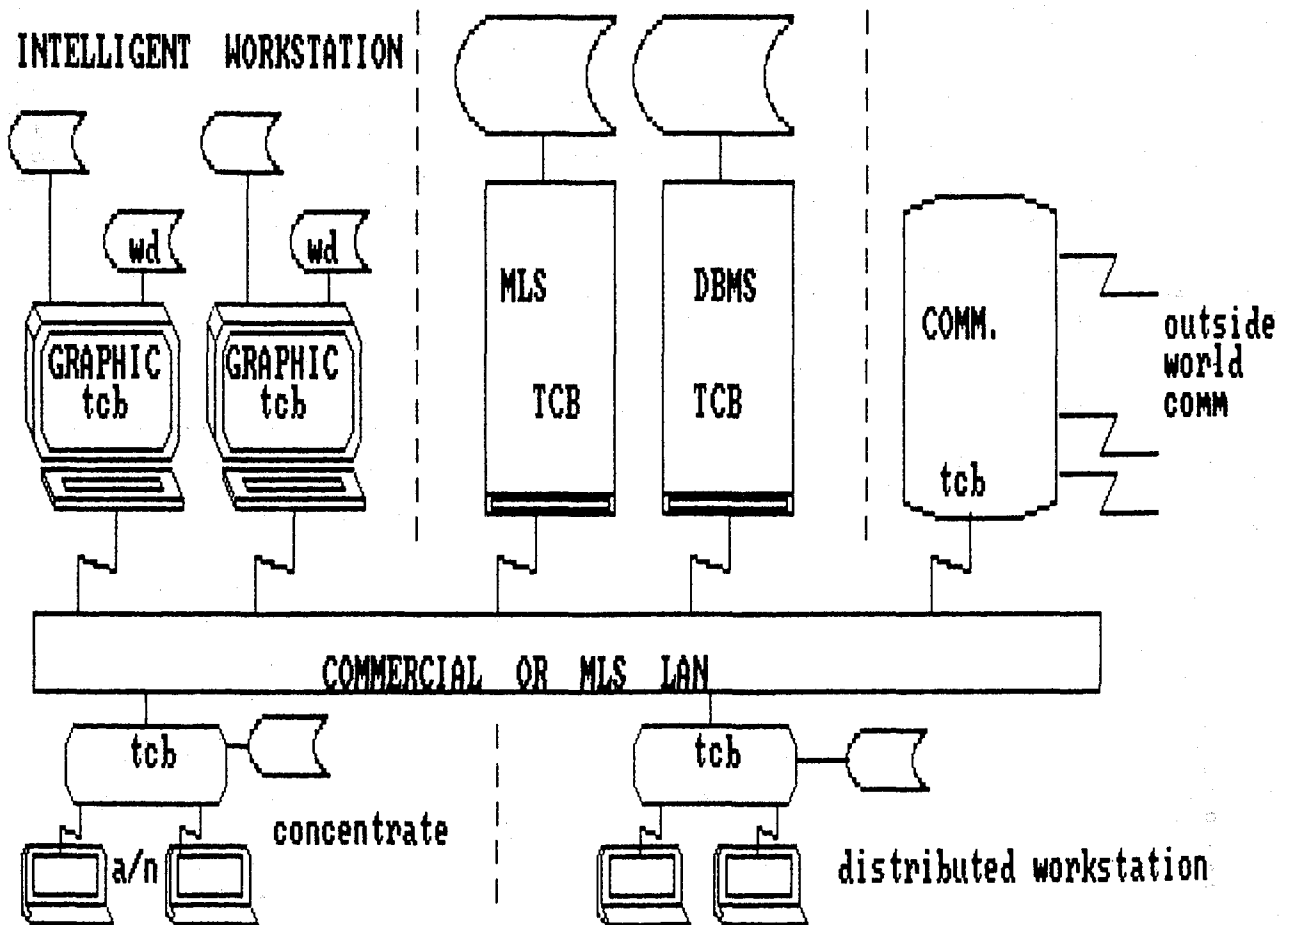 INTELLIGENT WORKSTATION
wd
wd
GRAPHIC
tcb
GRAPHIC
tcb
MLS
TCB
DBMS
TCB
COMM.
tcb
outside
world
comm
COMMERCIAL OR MLS LAN
tcb
concentrate
a/n
tcb
distributed workstation